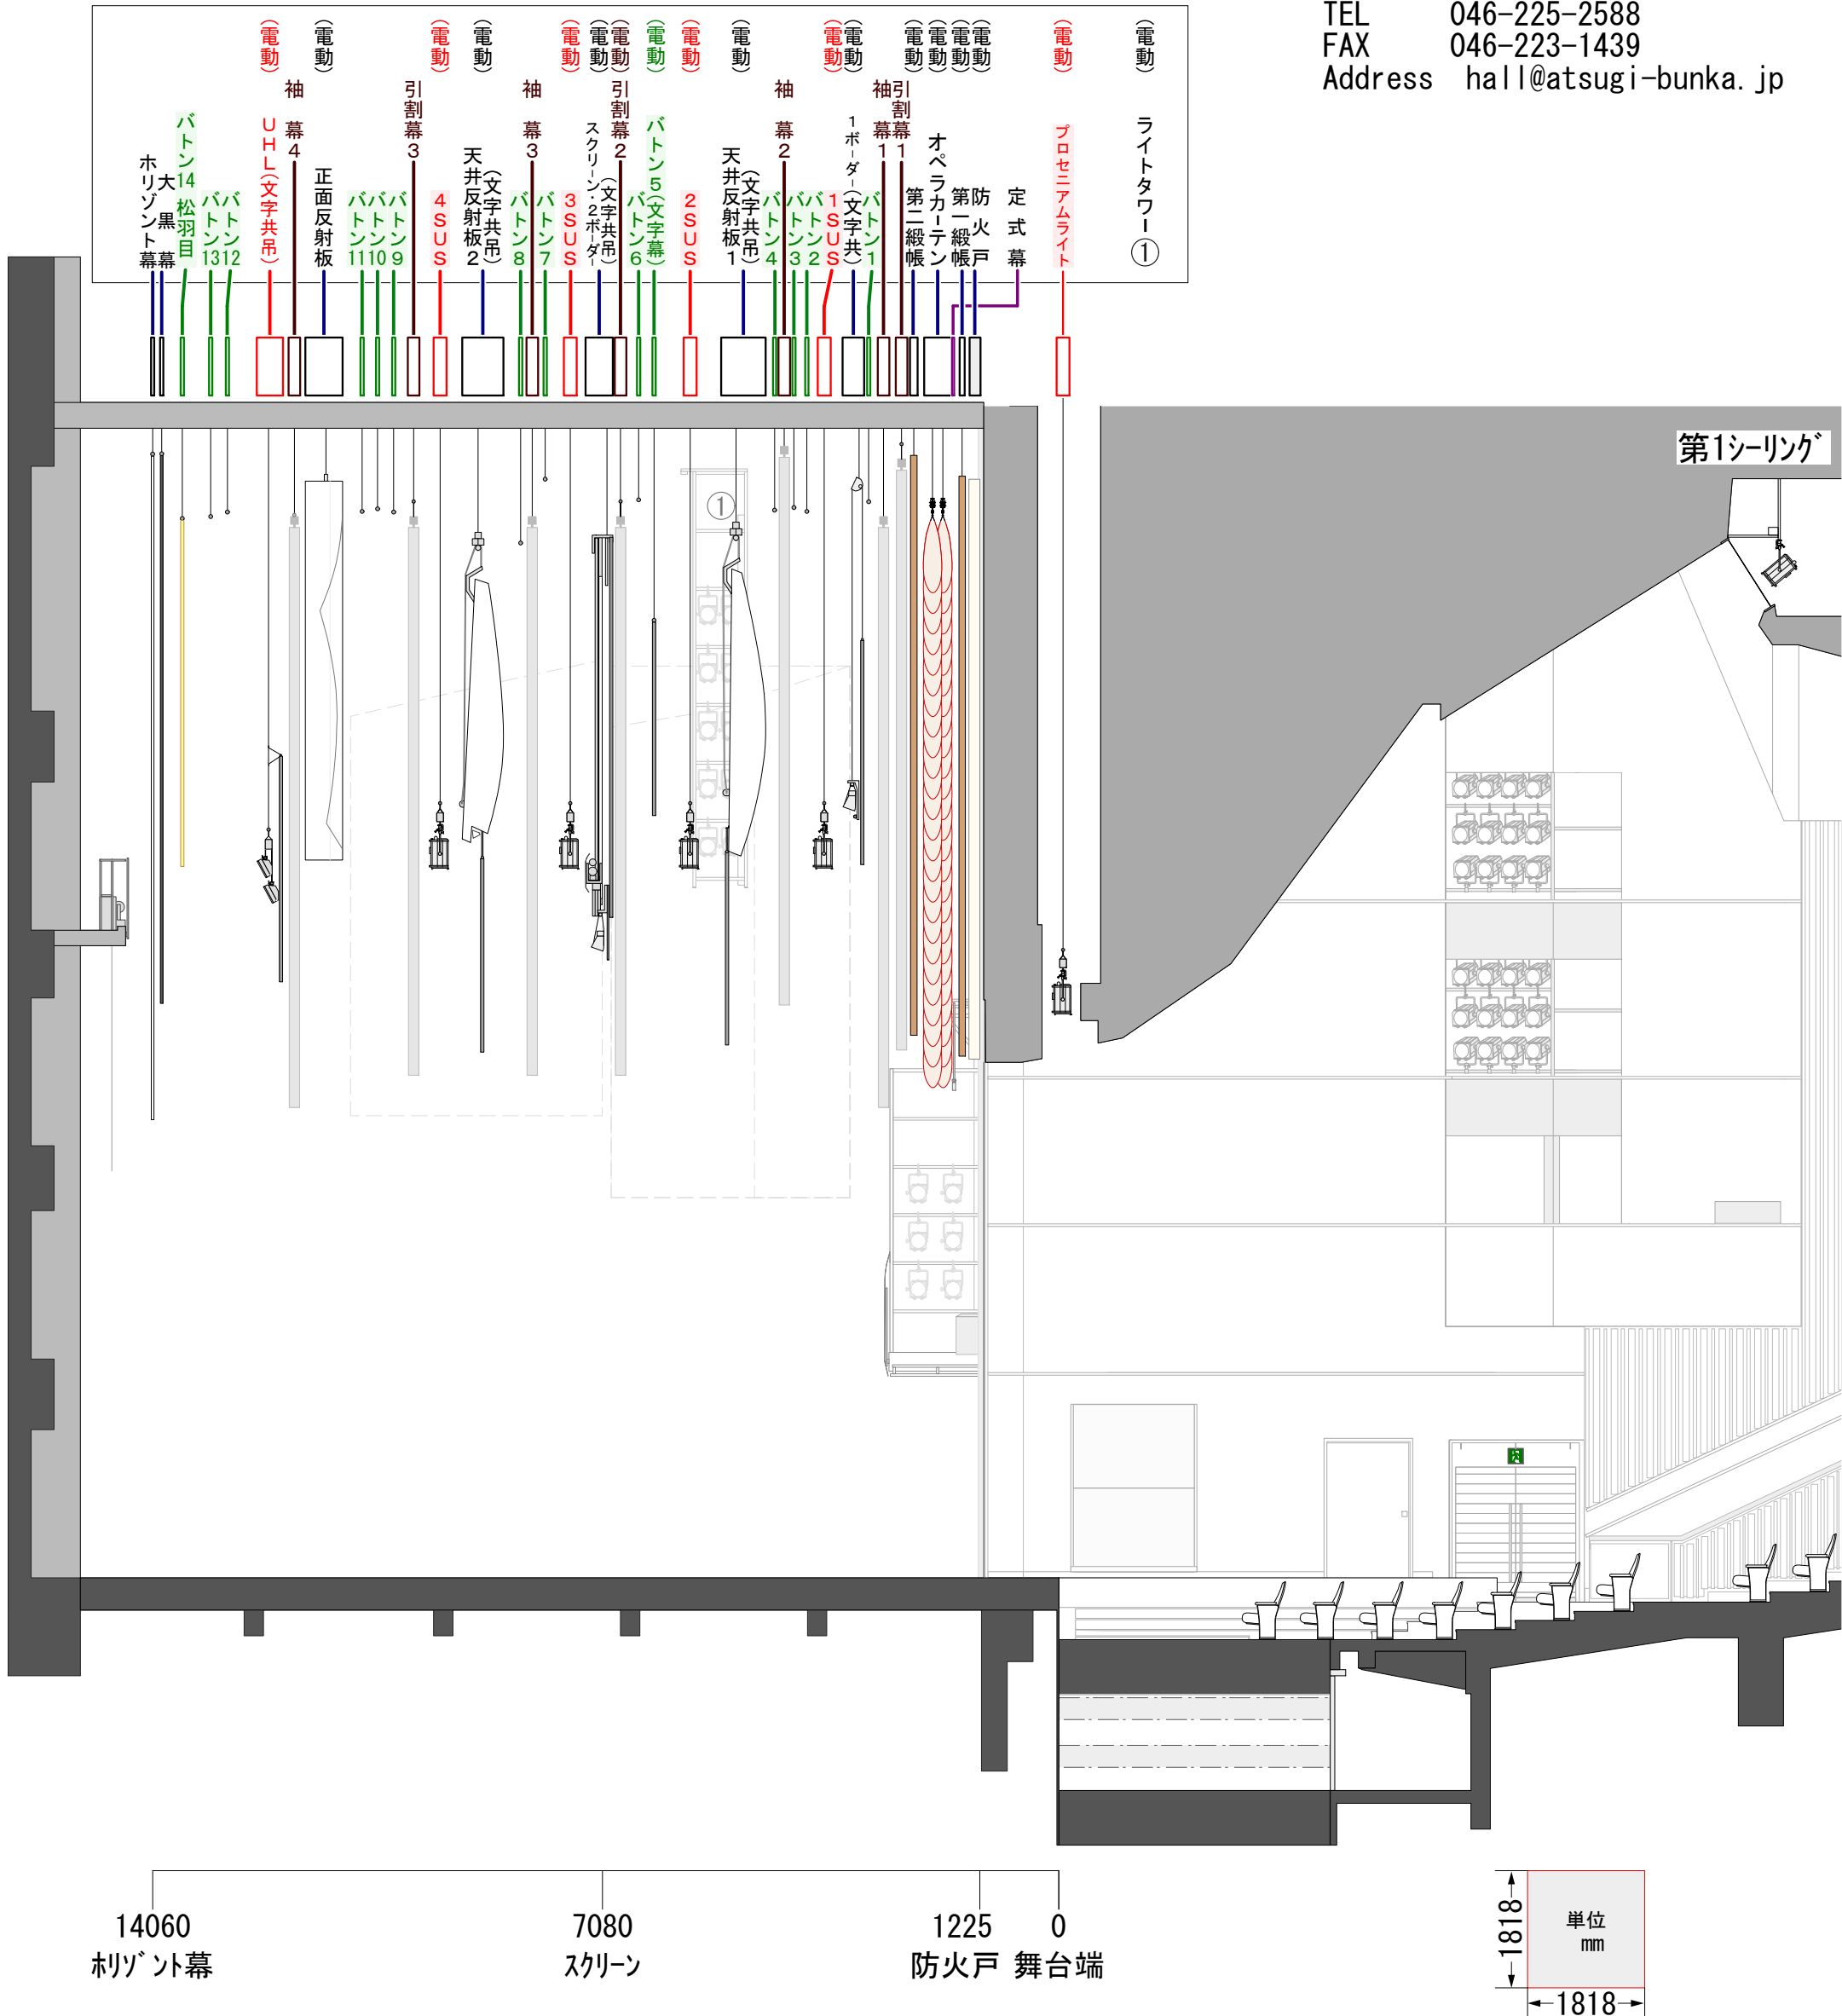 TEL 046-225-2588
FAX 046-223-1439
Address hall@atsugi-bunka.jp
(電動) ライトタワー①
(電動) プロセニアムライト
定式幕
(電動) 防火戸
(電動) 第一緞帳
(電動) オペラカーテン
(電動) 第二緞帳
引割幕1
袖幕1
バトン1
(電動) 1ボーダー(文字共)
(電動) 1SUS
バトン2
バトン3
袖幕2
バトン4
(電動) 天井反射板1(文字共吊)
(電動) 2SUS
(電動) バトン5(文字幕)
バトン6
(電動) 引割幕2
(電動) スクリーン・2ボーダー(文字共吊)
(電動) 3SUS
バトン7
袖幕3
バトン8
(電動) 天井反射板2(文字共吊)
(電動) 4SUS
引割幕3
バトン9
バトン10
バトン11
(電動) 正面反射板
袖幕4
(電動) UHL(文字共吊)
バトン12
バトン13
バトン14 松羽目
大黒幕
ホリゾント幕
第1シーリング
①
14060
ホリゾント幕
7080
スクリーン
1225
防火戸
0
舞台端
1818
単位
mm
1818